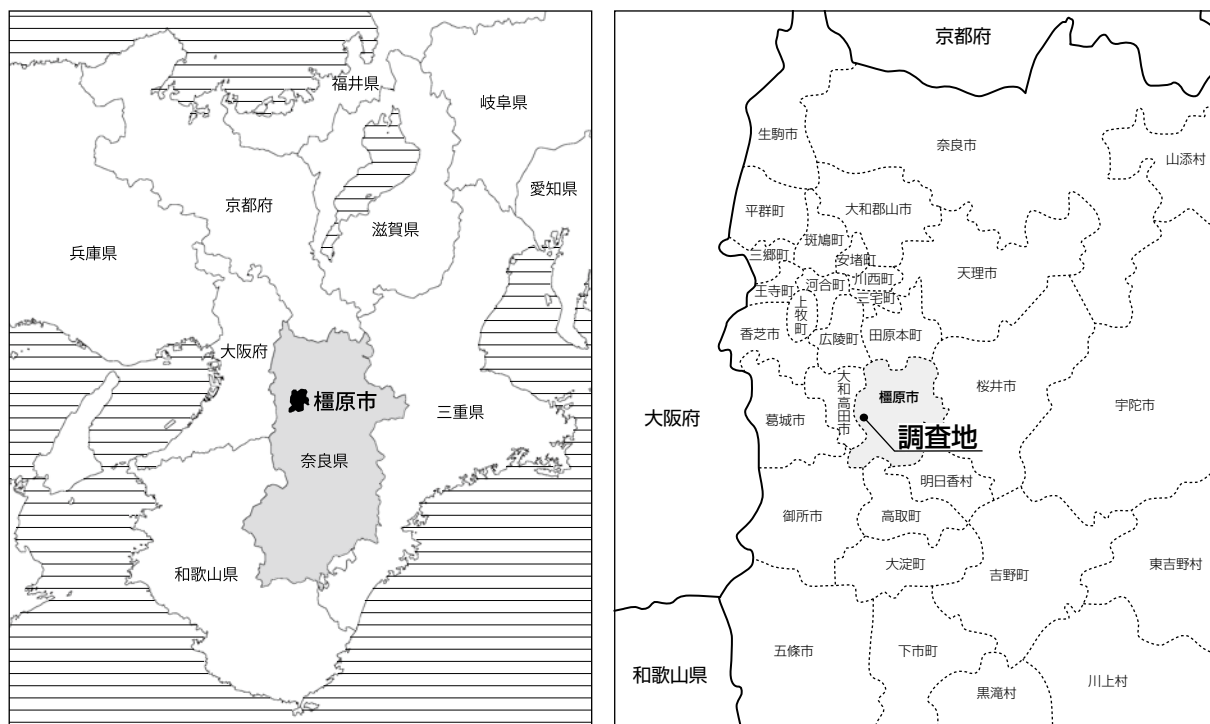 福井県
岐阜県
愛知県
京都府
滋賀県
兵庫県
大阪府
橿原市
三重県
奈良県
和歌山県
京都府
生駒市
奈良市
山添村
平群町
大和郡山市
斑鳩町
三郷町
安堵町
天理市
川西町
河合町
王寺町
三宅町
上牧町
香芝市
広陵町
田原本町
大和高田市
橿原市
桜井市
宇陀市
大阪府
葛城市
調査地
明日香村
御所市
高取町
大淀町
吉野町
東吉野村
五條市
下市町
和歌山県
黒滝村
川上村